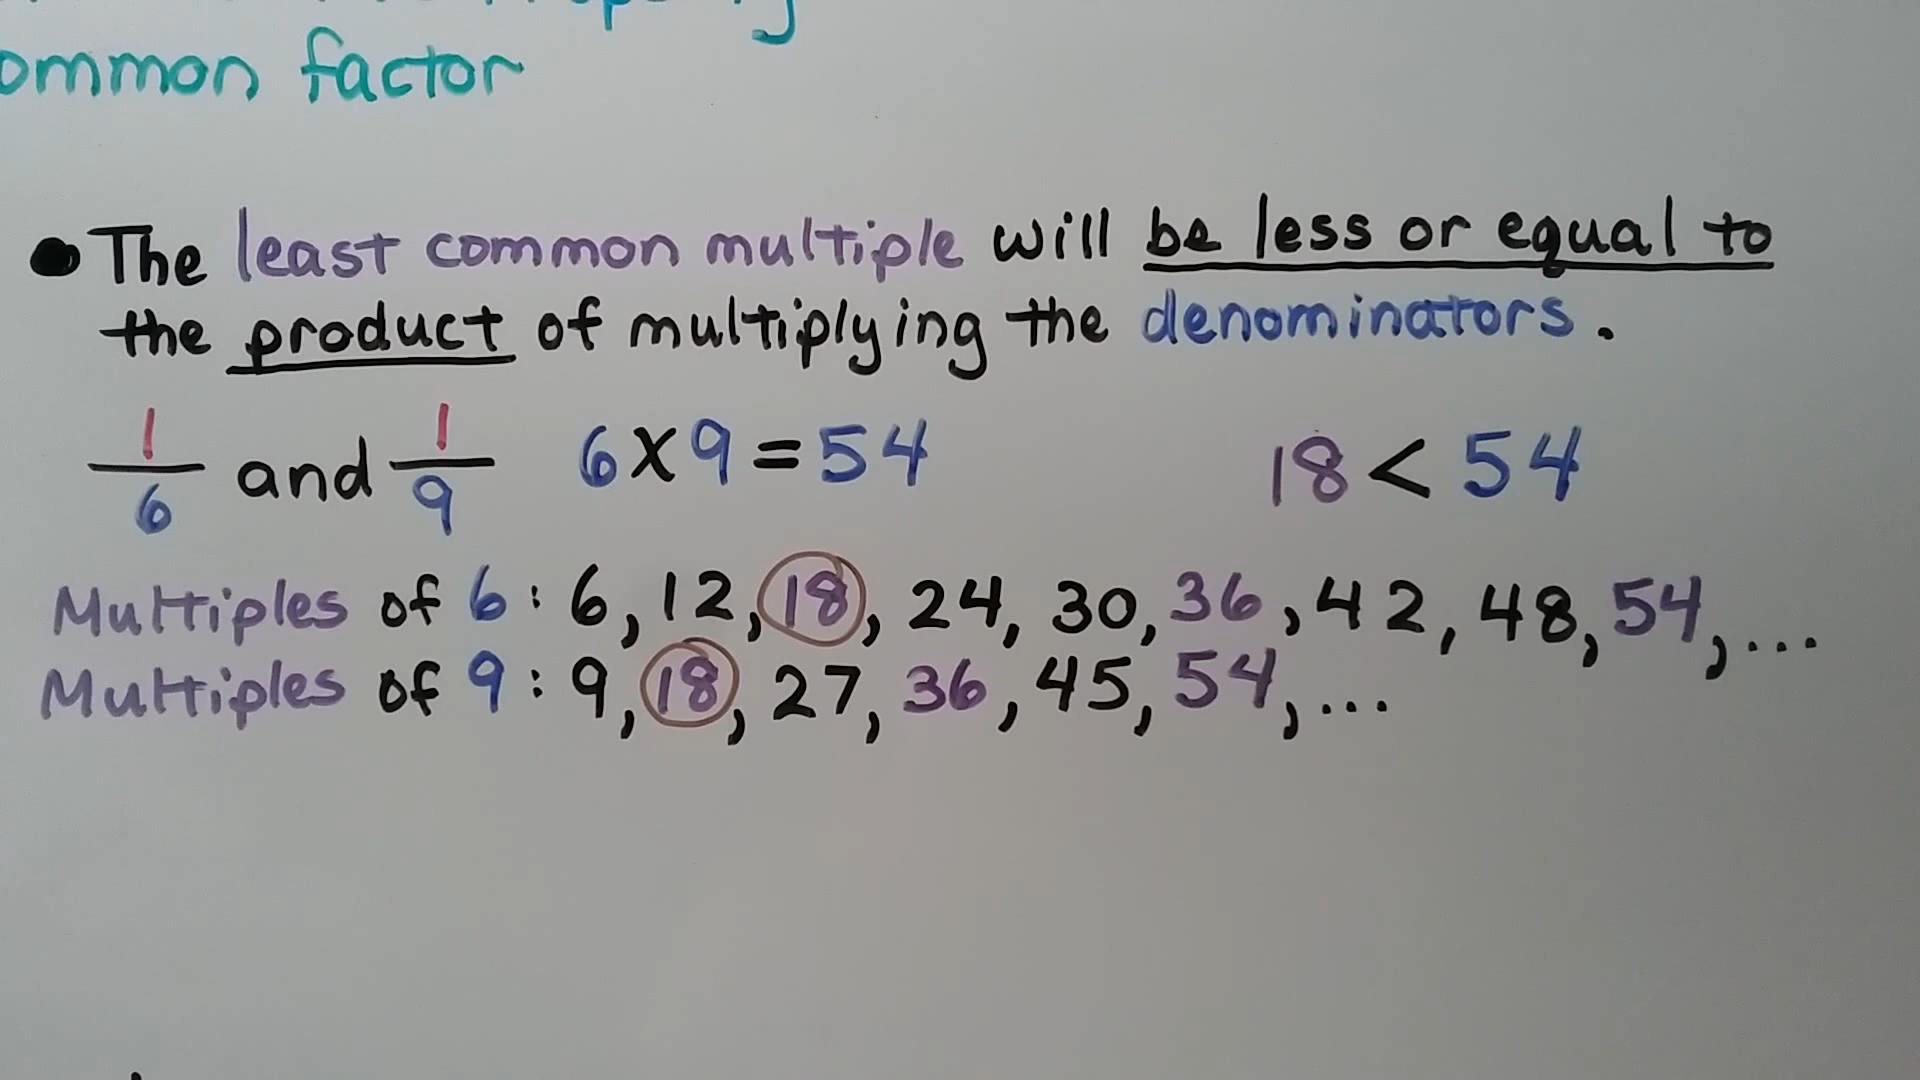 ommon factor
• The least common multiple will be less or equal to
the product of multiplying the denominators.
1/6 and 1/9 6x9=54 18<54
Multiples of 6: 6, 12, 18, 24, 30, 36, 42, 48, 54, ...
Multiples of 9: 9, 18, 27, 36, 45, 54, ...